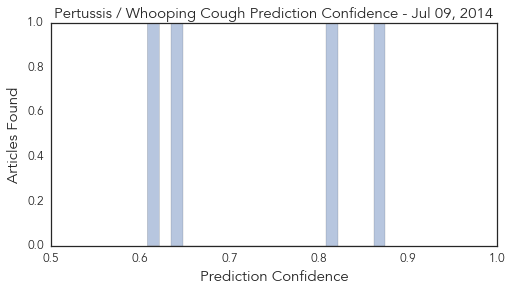 Pertussis / Whooping Cough Prediction Confidence - Jul 09, 2014
1.0
0.8
0.6
0.4
0.2
0.0
Articles Found
0.5 0.6 0.7 0.8 0.9 1.0
Prediction Confidence